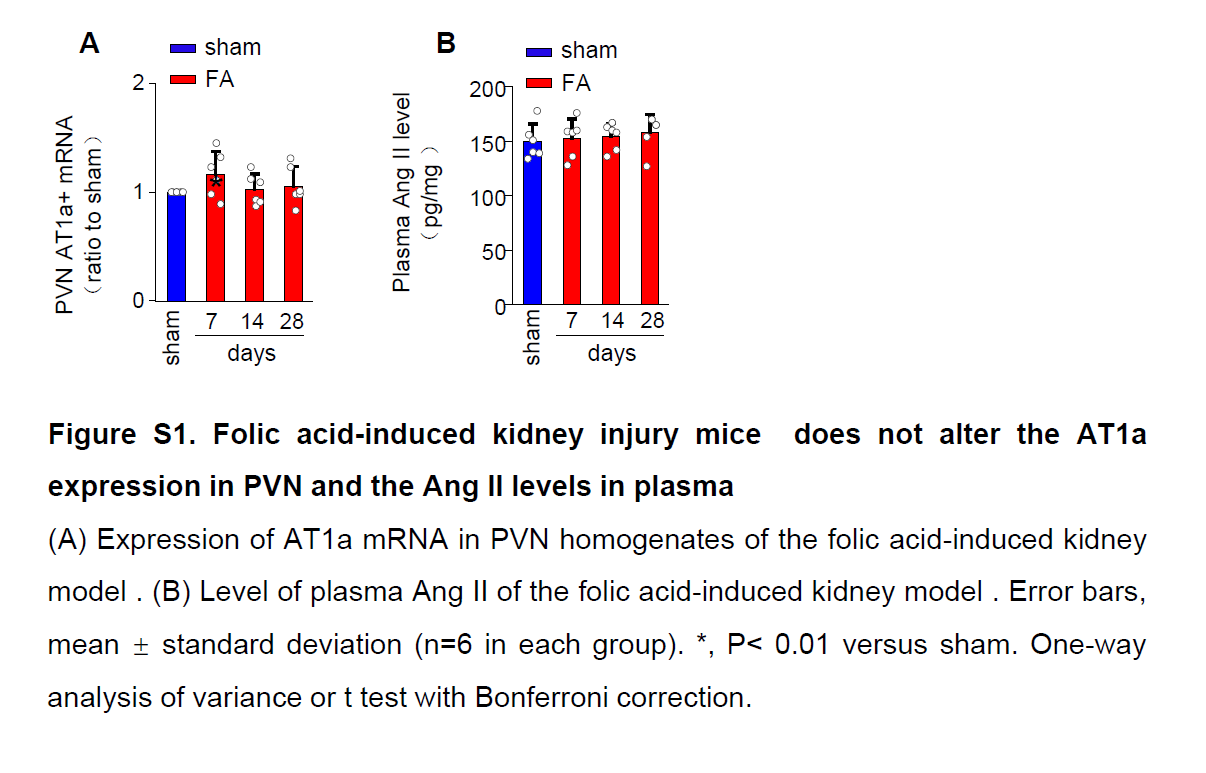 A
sham
FA
PVN AT1a+ mRNA
（ratio to sham）
2
1
0
*
sham
7 14 28
days
B
sham
FA
Plasma Ang II level
（pg/mg）
200
150
100
50
0
sham
7 14 28
days
Figure S1. Folic acid-induced kidney injury mice does not alter the AT1a
expression in PVN and the Ang II levels in plasma
(A) Expression of AT1a mRNA in PVN homogenates of the folic acid-induced kidney
model . (B) Level of plasma Ang II of the folic acid-induced kidney model . Error bars,
mean ± standard deviation (n=6 in each group). *, P< 0.01 versus sham. One-way
analysis of variance or t test with Bonferroni correction.